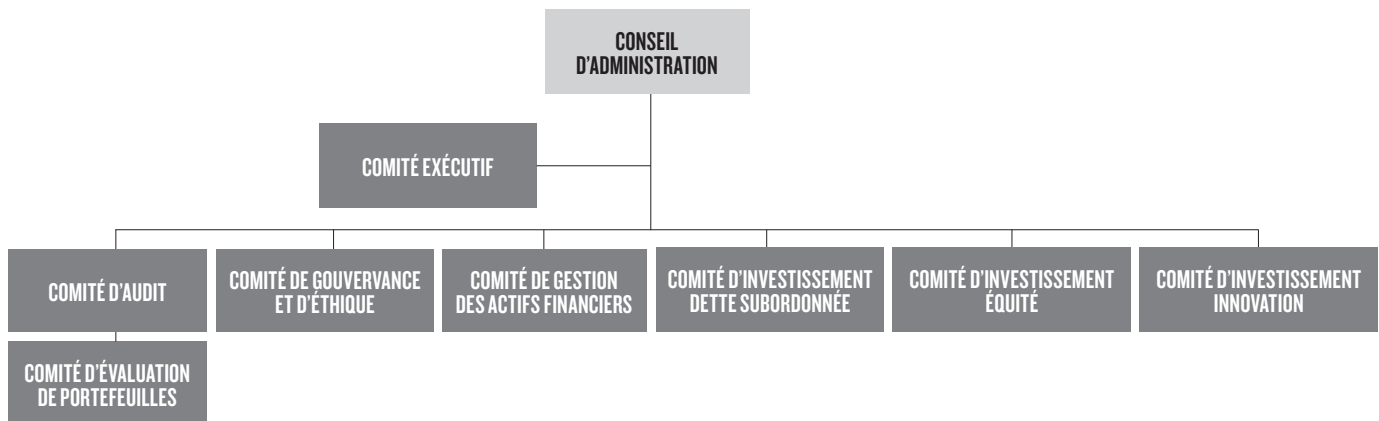 CONSEIL
D'ADMINISTRATION
COMITÉ EXÉCUTIF
COMITÉ D'AUDIT
COMITÉ DE GOUVERVANCE
ET D'ÉTHIQUE
COMITÉ DE GESTION
DES ACTIFS FINANCIERS
COMITÉ D'INVESTISSEMENT
DETTE SUBORDONNÉE
COMITÉ D'INVESTISSEMENT
ÉQUITÉ
COMITÉ D'INVESTISSEMENT
INNOVATION
COMITÉ D'ÉVALUATION
DE PORTEFEUILLES